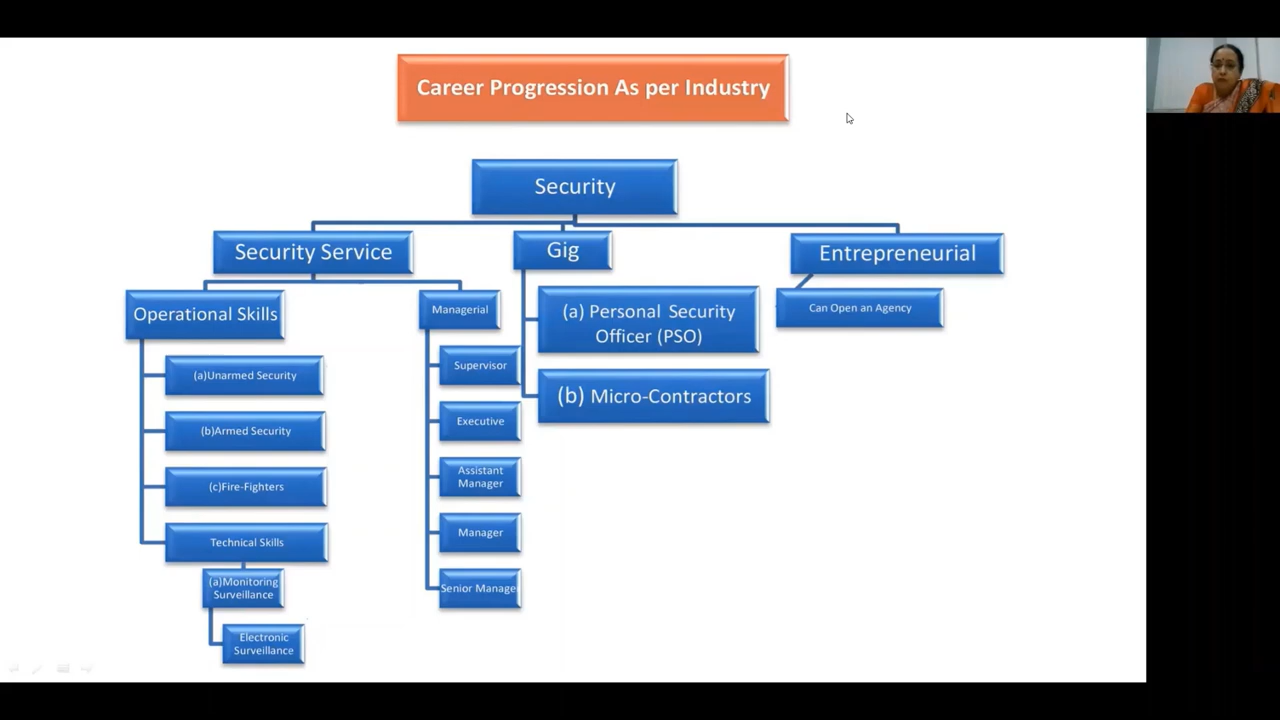 Career Progression As per Industry
Security
Security Service
Gig
Entrepreneurial
Operational Skills
Managerial
(a) Personal Security
Officer (PSO)
Can Open an Agency
(a)Unarmed Security
Supervisor
(b) Micro-Contractors
(b)Armed Security
Executive
(c)Fire-Fighters
Assistant
Manager
Technical Skills
Manager
(a)Monitoring
Surveillance
Senior Manage
Electronic
Surveillance